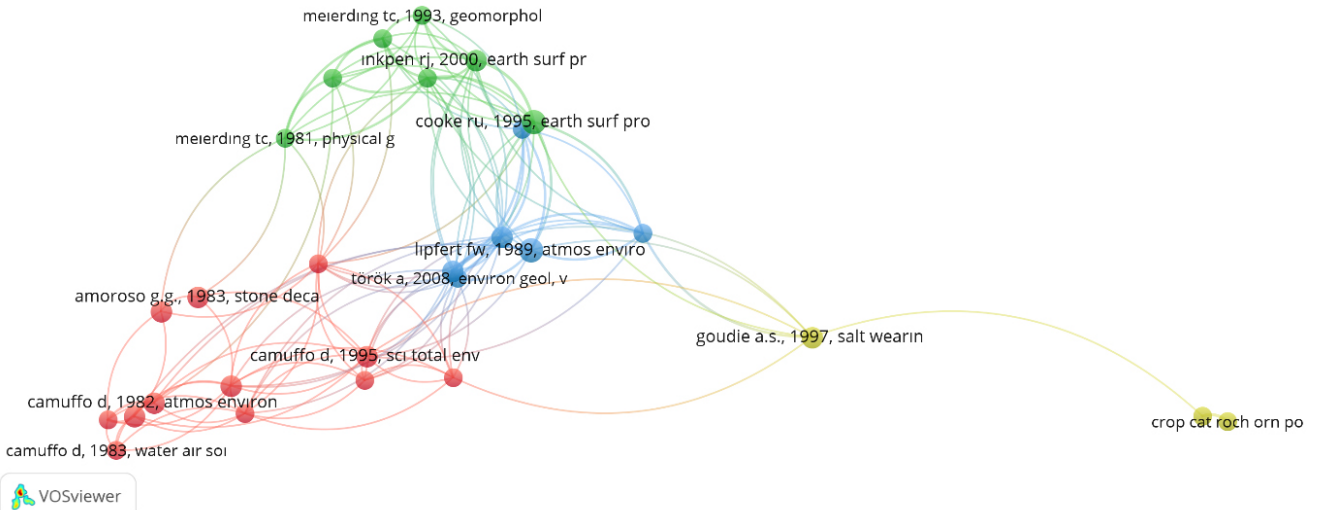 meierding tc, 1993, geomorphol
inkpen rj, 2000, earth surf pr
cooke ru, 1995, earth surf pro
meierding tc, 1981, physical g
lipfert fw, 1989, atmos enviro
török a, 2008, environ geol, v
amoroso g.g., 1983, stone deca
goudie a.s., 1997, salt wearin
camuffo d, 1995, sci total env
camuffo d, 1982, atmos environ
crop cat roch orn po
camuffo d, 1983, water air soi
VOSviewer